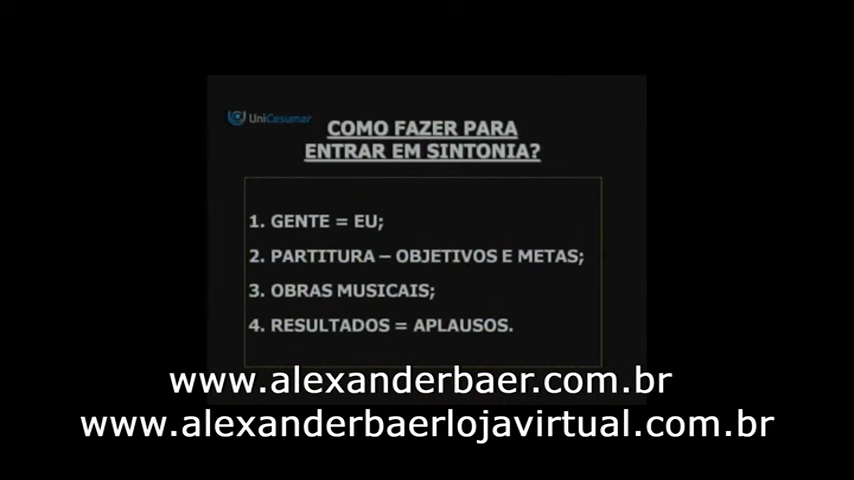 UniCesumar
COMO FAZER PARA
ENTRAR EM SINTONIA?
1. GENTE = EU;
2. PARTITURA – OBJETIVOS E METAS;
3. OBRAS MUSICAIS;
4. RESULTADOS = APLAUSOS.
www.alexanderbaer.com.br
www.alexanderbaerlojavirtual.com.br